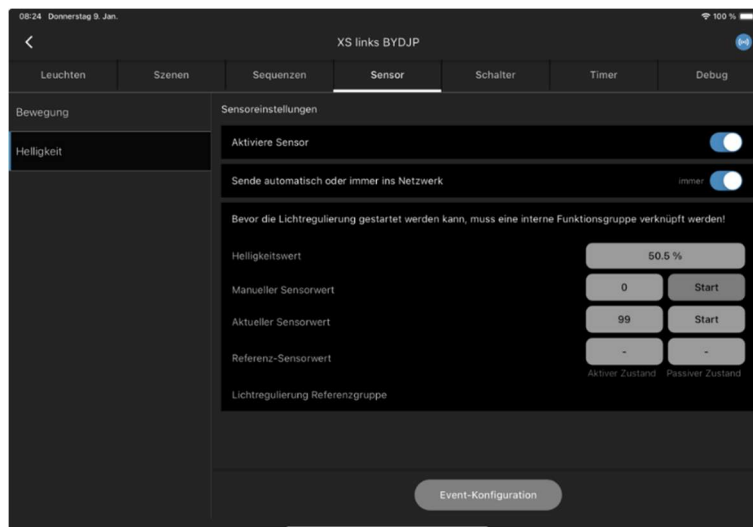 08:24 Donnerstag 9. Jan.
100 %
XS links BYDJP
Leuchten Szenen Sequenzen Sensor Schalter Timer Debug
Bewegung
Helligkeit
Sensoreinstellungen
Aktiviere Sensor
Sende automatisch oder immer ins Netzwerk immer
Bevor die Lichtregulierung gestartet werden kann, muss eine interne Funktionsgruppe verknüpft werden!
Helligkeitswert 50.5 %
Manueller Sensorwert 0 Start
Aktueller Sensorwert 99 Start
Referenz-Sensorwert - -
Aktiver Zustand Passiver Zustand
Lichtregulierung Referenzgruppe
Event-Konfiguration